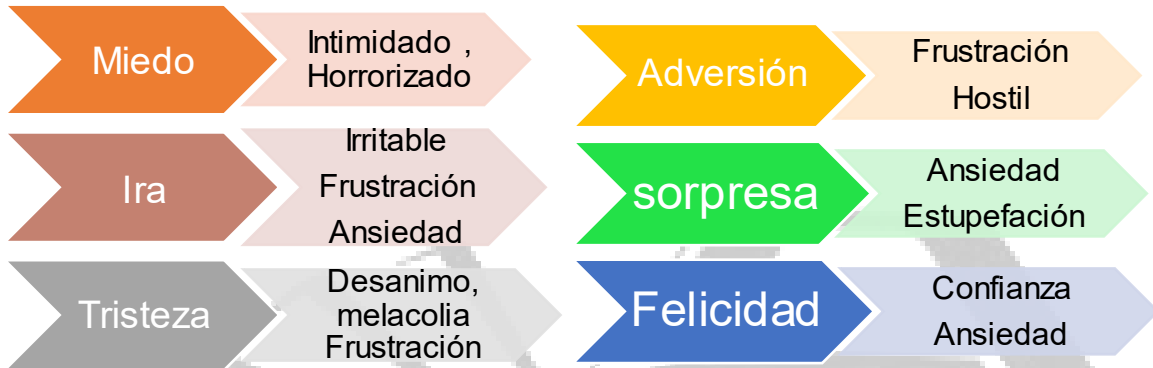 Miedo
Intimidado ,
Horrorizado
Ira
Irritable
Frustración
Ansiedad
Tristeza
Desanimo,
melacolia
Frustración
Adversión
Frustración
Hostil
sorpresa
Ansiedad
Estupefación
Felicidad
Confianza
Ansiedad